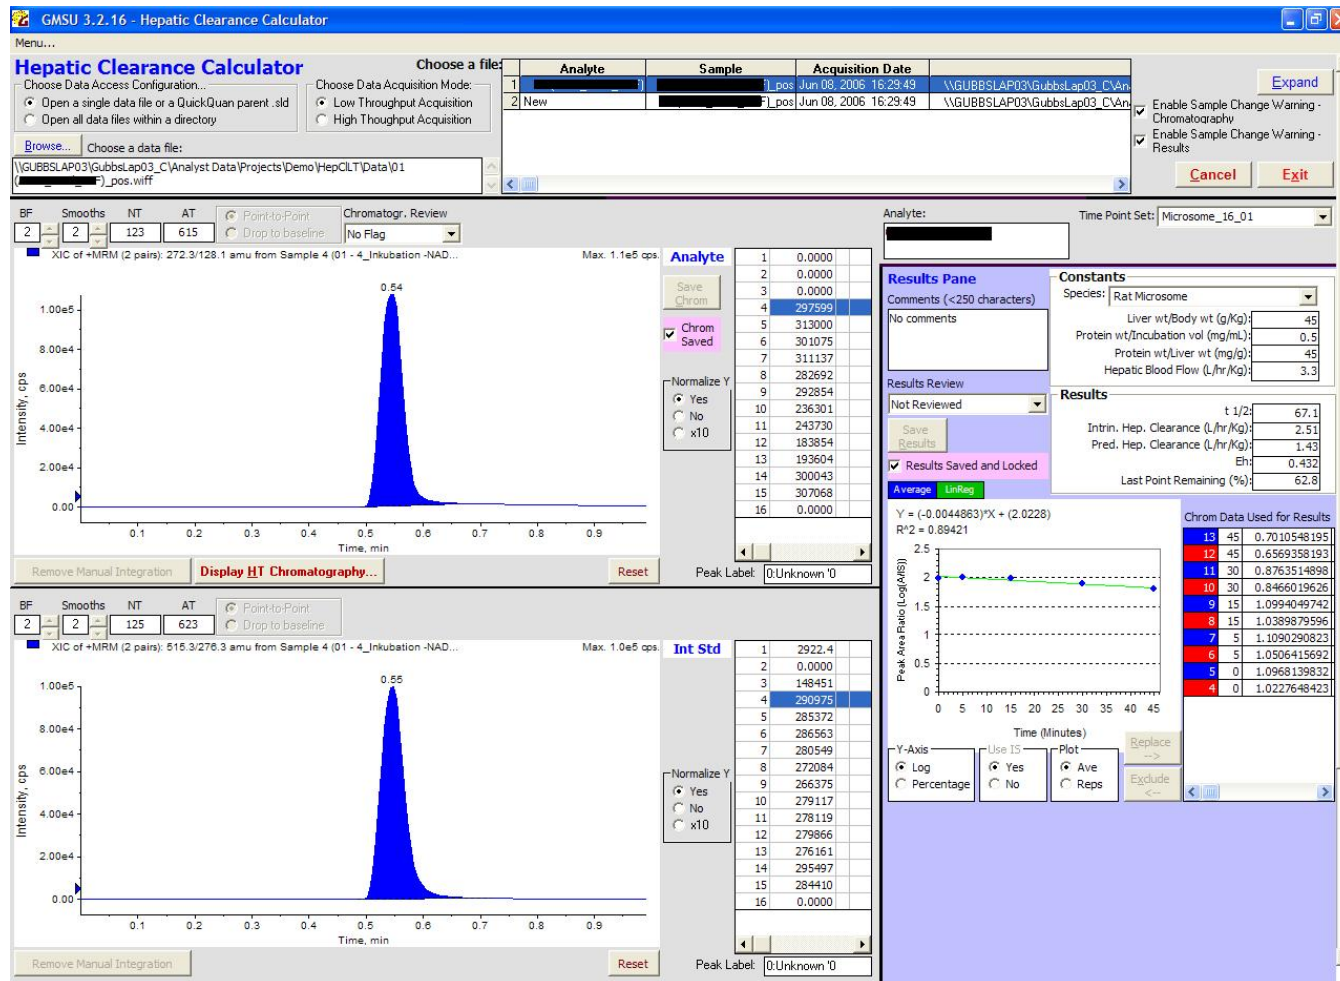 GMSU 3.2.16 - Hepatic Clearance Calculator
Menu...
Hepatic Clearance Calculator
Choose a file:
Choose Data Access Configuration...
Open a single data file or a QuickQuan parent .sld
Open all data files within a directory
Choose Data Acquisition Mode:
Low Throughput Acquisition
High Throughput Acquisition
Browse... Choose a data file:
\\GUBBSLAP03\GubbsLap03_C\Analyst Data\Projects\Demo\HepClLT\Data\01
( F)_pos.wiff
Analyte Sample Acquisition Date
1 )_pos Jun 08, 2006 16:29:49 \\GUBBSLAP03\GubbsLap03_C\An
2 New F)_pos Jun 08, 2006 16:29:49 \\GUBBSLAP03\GubbsLap03_C\An
Expand
Enable Sample Change Warning -
Chromatography
Enable Sample Change Warning -
Results
Cancel Exit
BF Smooths NT AT
2 2 123 615
Point-to-Point
Drop to baseline
Chromatogr. Review
No Flag
XIC of +MRM (2 pairs): 272.3/128.1 amu from Sample 4 (01 - 4_Inkubation -NAD... Max. 1.1e5 cps.
0.54
1.00e5
8.00e4
6.00e4
4.00e4
2.00e4
0.00
Intensity, cps
0.1 0.2 0.3 0.4 0.5 0.6 0.7 0.8 0.9
Time, min
Remove Manual Integration Display HT Chromatography... Reset
Analyte
Save
Chrom
Chrom
Saved
Normalize Y
Yes
No
x10
1 0.0000
2 0.0000
3 0.0000
4 297599
5 313000
6 301075
7 311137
8 282692
9 292854
10 236301
11 243730
12 183854
13 193604
14 300043
15 307068
16 0.0000
Peak Label: 0:Unknown '0
BF Smooths NT AT
2 2 125 623
Point-to-Point
Drop to baseline
XIC of +MRM (2 pairs): 515.3/276.3 amu from Sample 4 (01 - 4_Inkubation -NAD... Max. 1.0e5 cps.
0.55
1.00e5
8.00e4
6.00e4
4.00e4
2.00e4
0.00
Intensity, cps
0.1 0.2 0.3 0.4 0.5 0.6 0.7 0.8 0.9
Time, min
Remove Manual Integration Reset
Int Std
Normalize Y
Yes
No
x10
1 2922.4
2 0.0000
3 148451
4 290975
5 285372
6 286563
7 280549
8 272084
9 266375
10 279117
11 278119
12 279866
13 276161
14 295497
15 284410
16 0.0000
Peak Label: 0:Unknown '0
Analyte:
Time Point Set: Microsome_16_01
Results Pane
Comments (<250 characters)
No comments
Results Review
Not Reviewed
Save
Results
Results Saved and Locked
Constants
Species: Rat Microsome
Liver wt/Body wt (g/Kg): 45
Protein wt/Incubation vol (mg/mL): 0.5
Protein wt/Liver wt (mg/g): 45
Hepatic Blood Flow (L/hr/Kg): 3.3
Results
t 1/2: 67.1
Intrin. Hep. Clearance (L/hr/Kg): 2.51
Pred. Hep. Clearance (L/hr/Kg): 1.43
Eh: 0.432
Last Point Remaining (%): 62.8
Average LinReg
Y = (-0.0044863)*X + (2.0228)
R^2 = 0.89421
2.5
2
1.5
1
0.5
0
Peak Area Ratio (Log(A/IS))
0 5 10 15 20 25 30 35 40 45
Time (Minutes)
Chrom Data Used for Results
13 45 0.7010548195
12 45 0.6569358193
11 30 0.8763514898
10 30 0.8466019626
9 15 1.0994049742
8 15 1.0389879596
7 5 1.1090290823
6 5 1.0506415692
5 0 1.0968139832
4 0 1.0227648423
Y-Axis
Log
Percentage
Use IS
Yes
No
Plot
Ave
Reps
Replace
-->
Exclude
<--